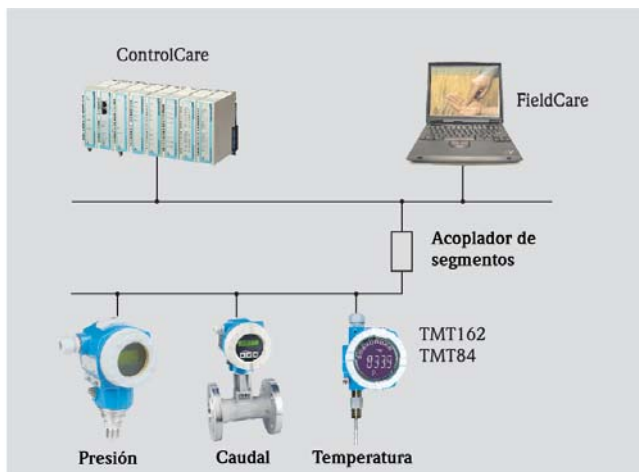 ControlCare
FieldCare
Acoplador de
segmentos
TMT162
TMT84
Presión
Caudal
Temperatura